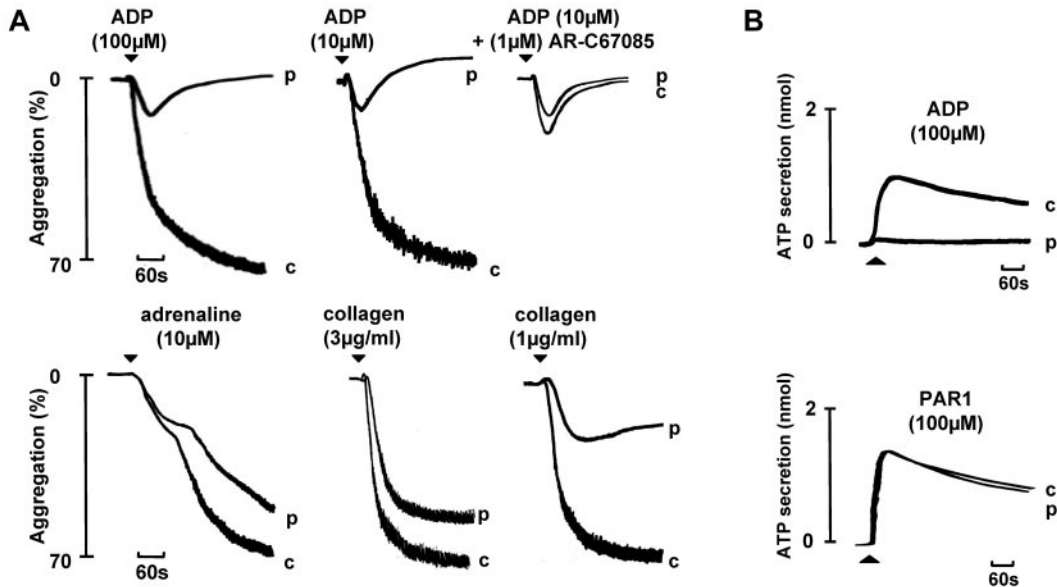 A
ADP
(100µM)
ADP
(10µM)
ADP (10µM)
+ (1µM) AR-C67085
0
Aggregation (%)
70
60s
p
c
p
c
p
c
adrenaline
(10µM)
collagen
(3µg/ml)
collagen
(1µg/ml)
0
Aggregation (%)
70
60s
p
c
p
c
p
c
B
ADP
(100µM)
2
ATP secretion (nmol)
0
c
p
60s
PAR1
(100µM)
2
ATP secretion (nmol)
0
c
p
60s